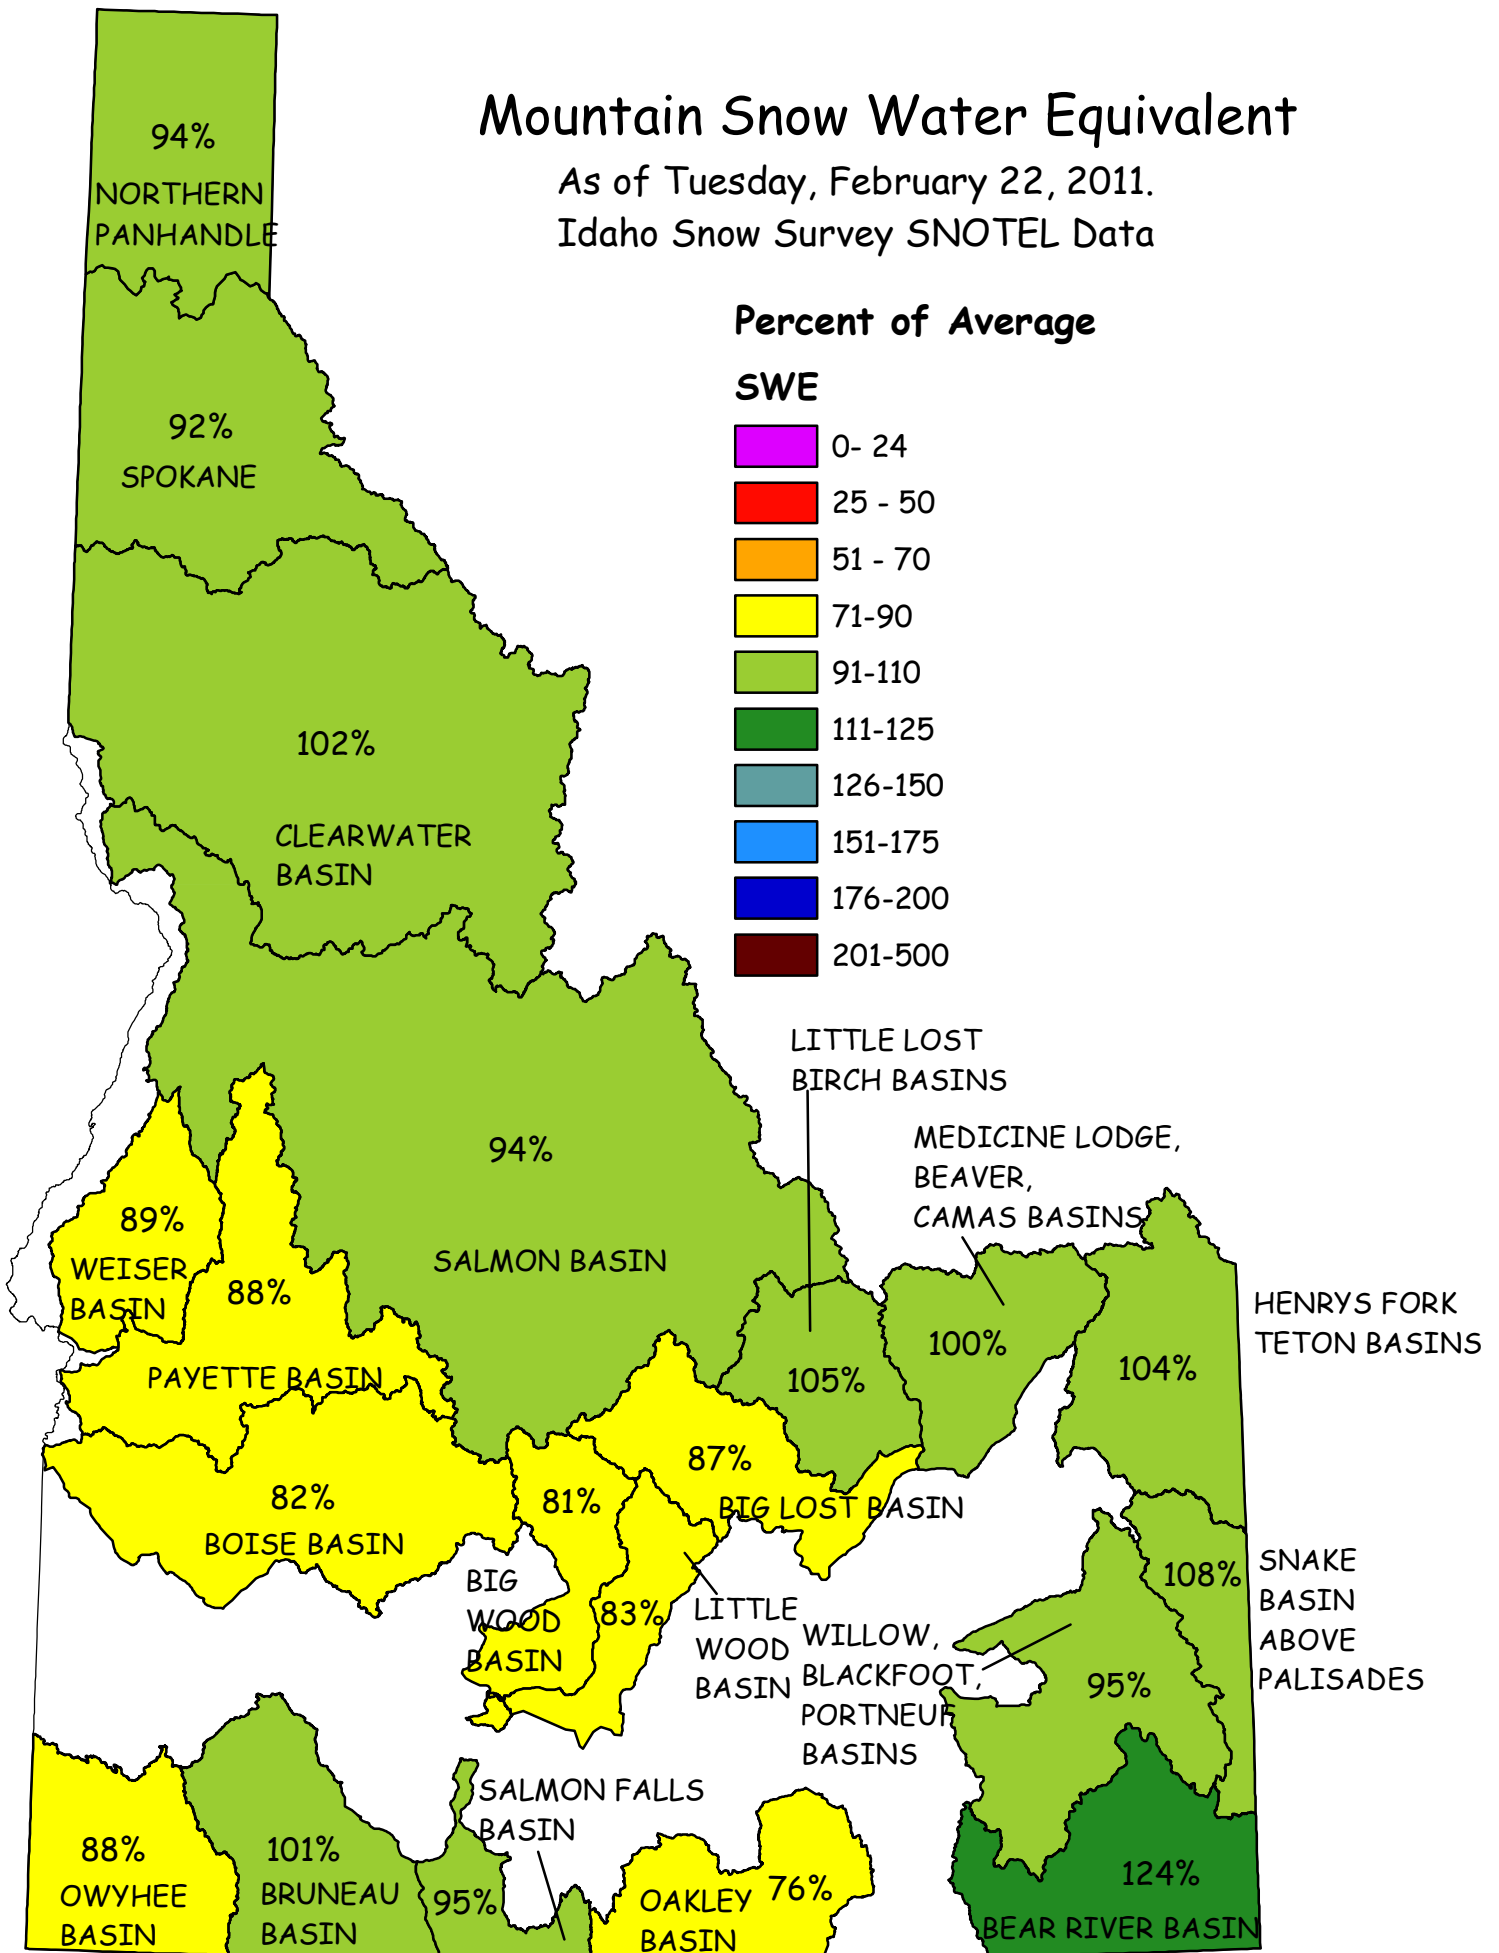 Mountain Snow Water Equivalent
As of Tuesday, February 22, 2011.
Idaho Snow Survey SNOTEL Data
Percent of Average
SWE
0- 24
25 - 50
51 - 70
71-90
91-110
111-125
126-150
151-175
176-200
201-500
94%
NORTHERN
PANHANDLE
92%
SPOKANE
102%
CLEARWATER
BASIN
94%
SALMON BASIN
LITTLE LOST
BIRCH BASINS
105%
MEDICINE LODGE,
BEAVER,
CAMAS BASINS
100%
HENRYS FORK
TETON BASINS
104%
89%
WEISER
BASIN
88%
PAYETTE BASIN
82%
BOISE BASIN
81%
BIG
WOOD
BASIN
87%
BIG LOST BASIN
83%
LITTLE
WOOD
BASIN
WILLOW,
BLACKFOOT,
PORTNEUF
BASINS
95%
108%
SNAKE
BASIN
ABOVE
PALISADES
88%
OWYHEE
BASIN
101%
BRUNEAU
BASIN
SALMON FALLS
BASIN
95%
OAKLEY
BASIN
76%
124%
BEAR RIVER BASIN